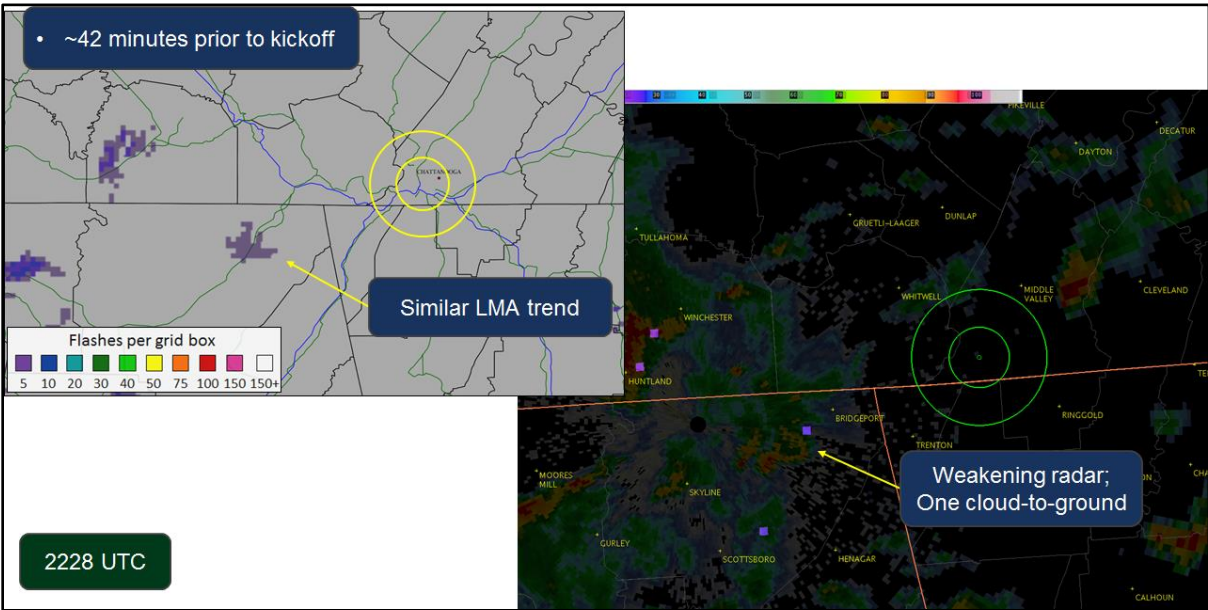 • ~42 minutes prior to kickoff
CHATTANOOGA
Similar LMA trend
Flashes per grid box
5 10 20 30 40 50 75 100 150 150+
2228 UTC
PIKEVILLE
DECATUR
DAYTON
DUNLAP
GRUETLI-LAAGER
TULLAHOMA
WHITWELL
MIDDLE
VALLEY
CLEVELAND
WINCHESTER
HUNTLAND
BRIDGEPORT
RINGGOLD
TRENTON
MOORES
MILL
SKYLINE
Weakening radar;
One cloud-to-ground
GURLEY
SCOTTSBORO
HENAGAR
CALHOUN